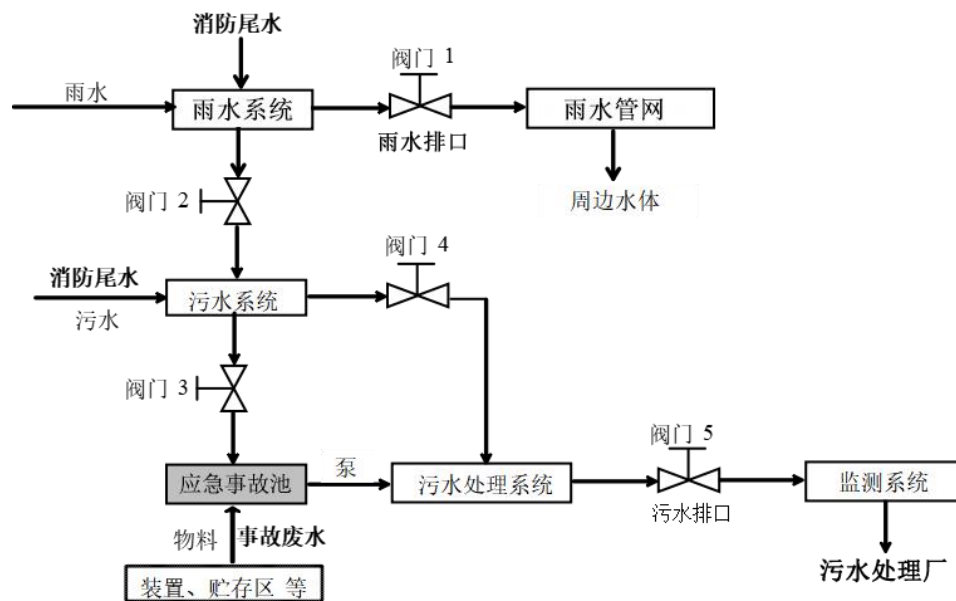 消防尾水
阀门 1
雨水
雨水系统
雨水管网
雨水排口
阀门 2
周边水体
阀门 4
消防尾水
污水系统
污水
阀门 3
阀门 5
应急事故池
泵
污水处理系统
监测系统
物料
事故废水
污水排口
装置、贮存区 等
污水处理厂